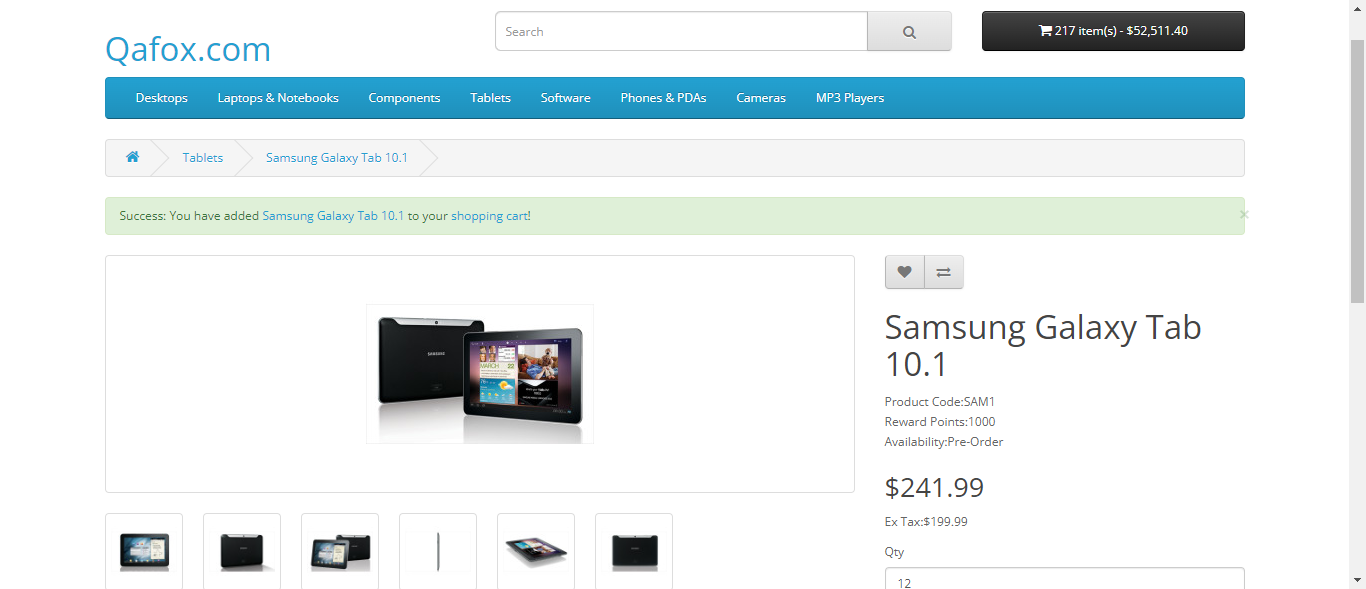 Qafox.com
Search
217 item(s) - $52,511.40
Desktops Laptops & Notebooks Components Tablets Software Phones & PDAs Cameras MP3 Players
Tablets Samsung Galaxy Tab 10.1
Success: You have added Samsung Galaxy Tab 10.1 to your shopping cart!
×
SAMSUNG
MARCH 22
Samsung Galaxy Tab
10.1
Product Code:SAM1
Reward Points:1000
Availability:Pre-Order
$241.99
Ex Tax:$199.99
Qty
12